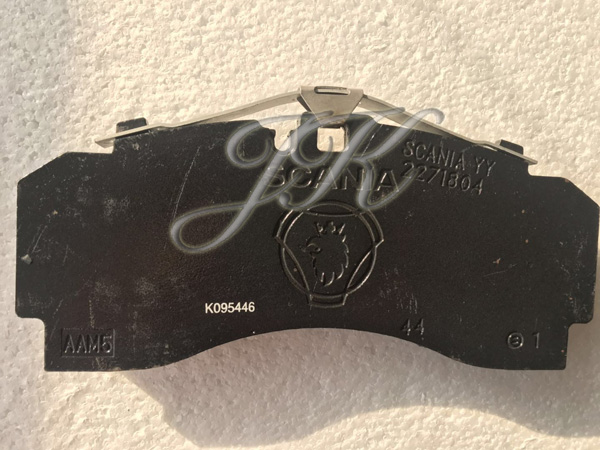 SCANIA YY
2271804
SCANIA
JK
K095446
44
AAM5
e 1